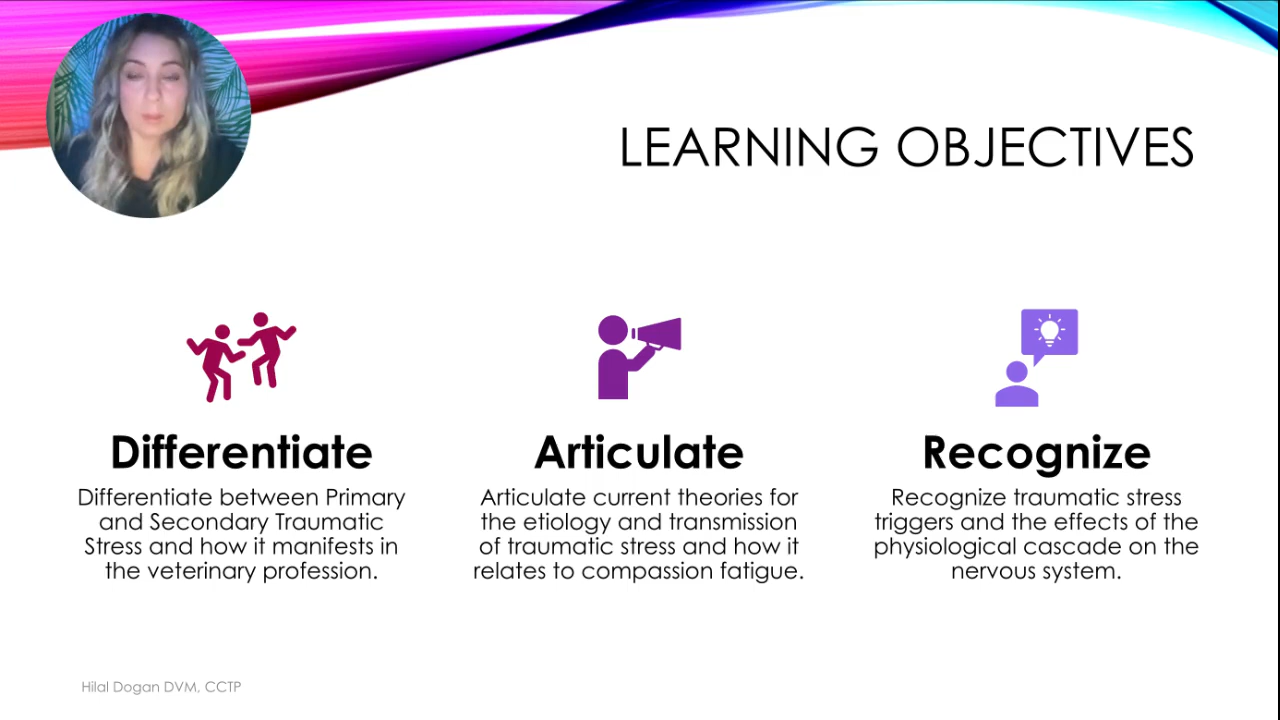 LEARNING OBJECTIVES
Differentiate
Differentiate between Primary
and Secondary Traumatic
Stress and how it manifests in
the veterinary profession.
Articulate
Articulate current theories for
the etiology and transmission
of traumatic stress and how it
relates to compassion fatigue.
Recognize
Recognize traumatic stress
triggers and the effects of the
physiological cascade on the
nervous system.
Hilal Dogan DVM, CCTP